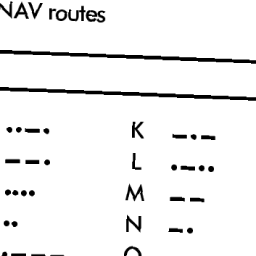 NAV routes
••—• K —•—
——• L •—••
•••• M ——
•• N —•
•——— O